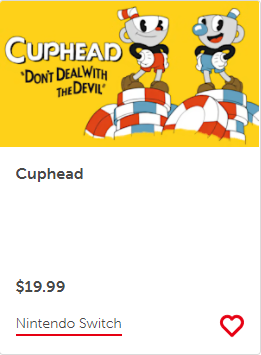 CUPHEAD
"DON'T DEAL WITH
THE DEVIL"
Cuphead
$19.99
Nintendo Switch